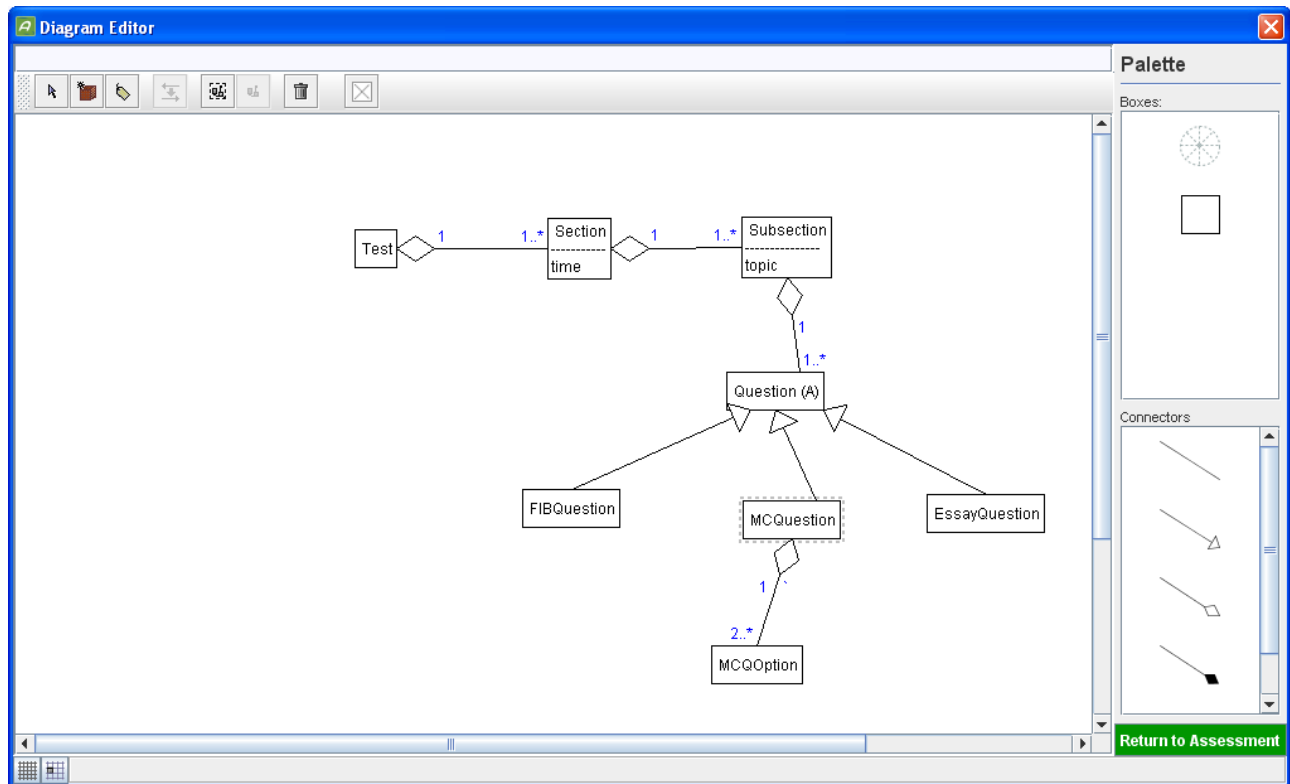 Diagram Editor
Palette
Boxes:
Test
1
1..*
Section
time
1
1..*
Subsection
topic
1
1..*
Question (A)
FIBQuestion
MCQuestion
EssayQuestion
1 `
2..*
MCQOption
Connectors
Return to Assessment